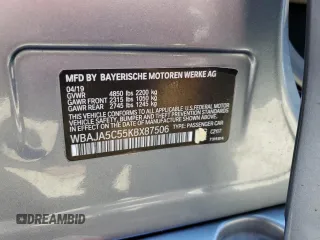 MFD BY BAYERISCHE MOTOREN WERKE AG
04/19
GVWR 4850 lbs 2200 kg
GAWR FRONT 2315 lbs 1050 kg
GAWR REAR 2745 lbs 1245 kg
THIS VEHICLE CONFORMS TO ALL APPLICABLE U.S. FEDERAL MOTOR
VEHICLE SAFETY, BUMPER, AND THEFT PREVENTION STANDARDS
IN EFFECT ON THE DATE OF MANUFACTURE SHOWN ABOVE.
WBAJA5C55KBX87506 TYPE: PASSENGER CAR
DREAMBID